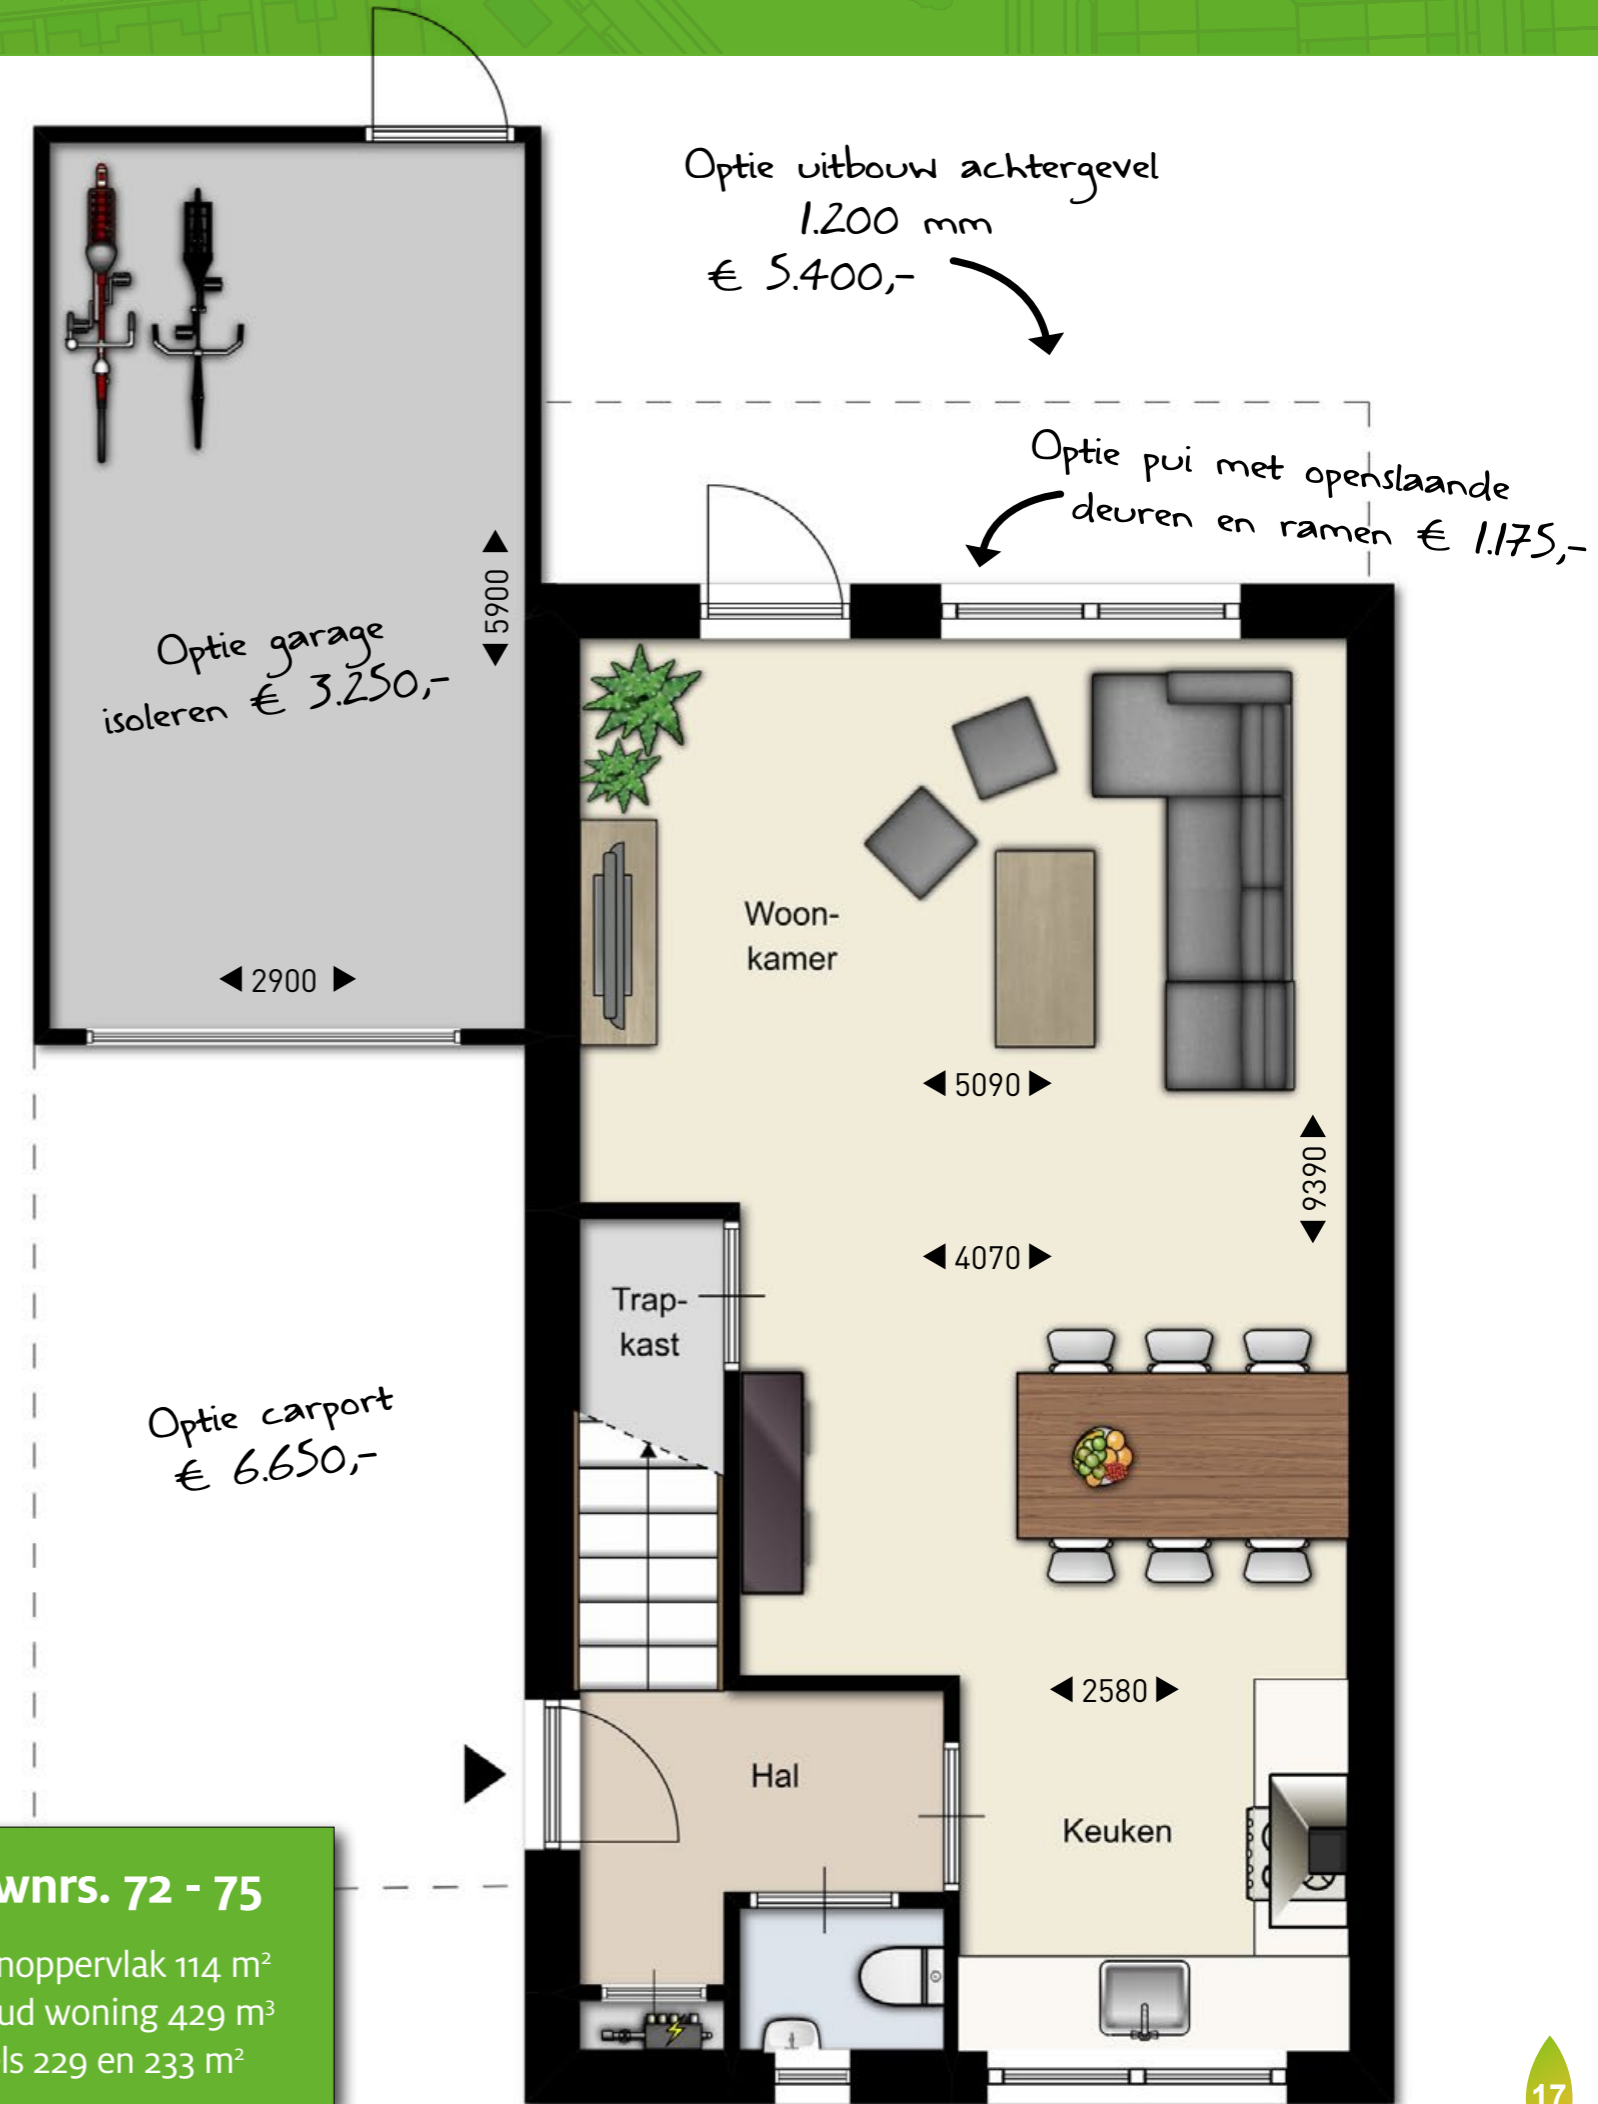 Optie uitbouw achtergevel
1.200 mm
€ 5.400,-
Optie pui met openslaande
deuren en ramen € 1.175,-
5900
Optie garage
isoleren € 3.250,-
2900
Woon-
kamer
5090
9390
4070
Trap-
kast
Optie carport
€ 6.650,-
2580
Hal
Keuken
wnrs. 72 - 75
noppervlak 114 m²
ud woning 429 m³
ls 229 en 233 m²
17